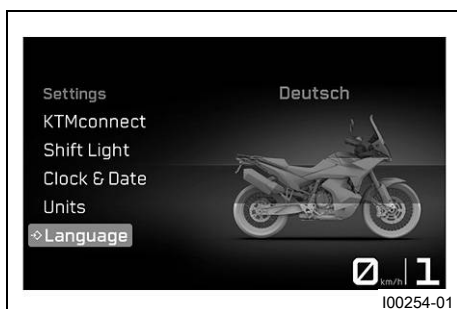 Settings
Deutsch
KTMconnect
Shift Light
Clock & Date
Units
Language
0 km/h 1
I00254-01